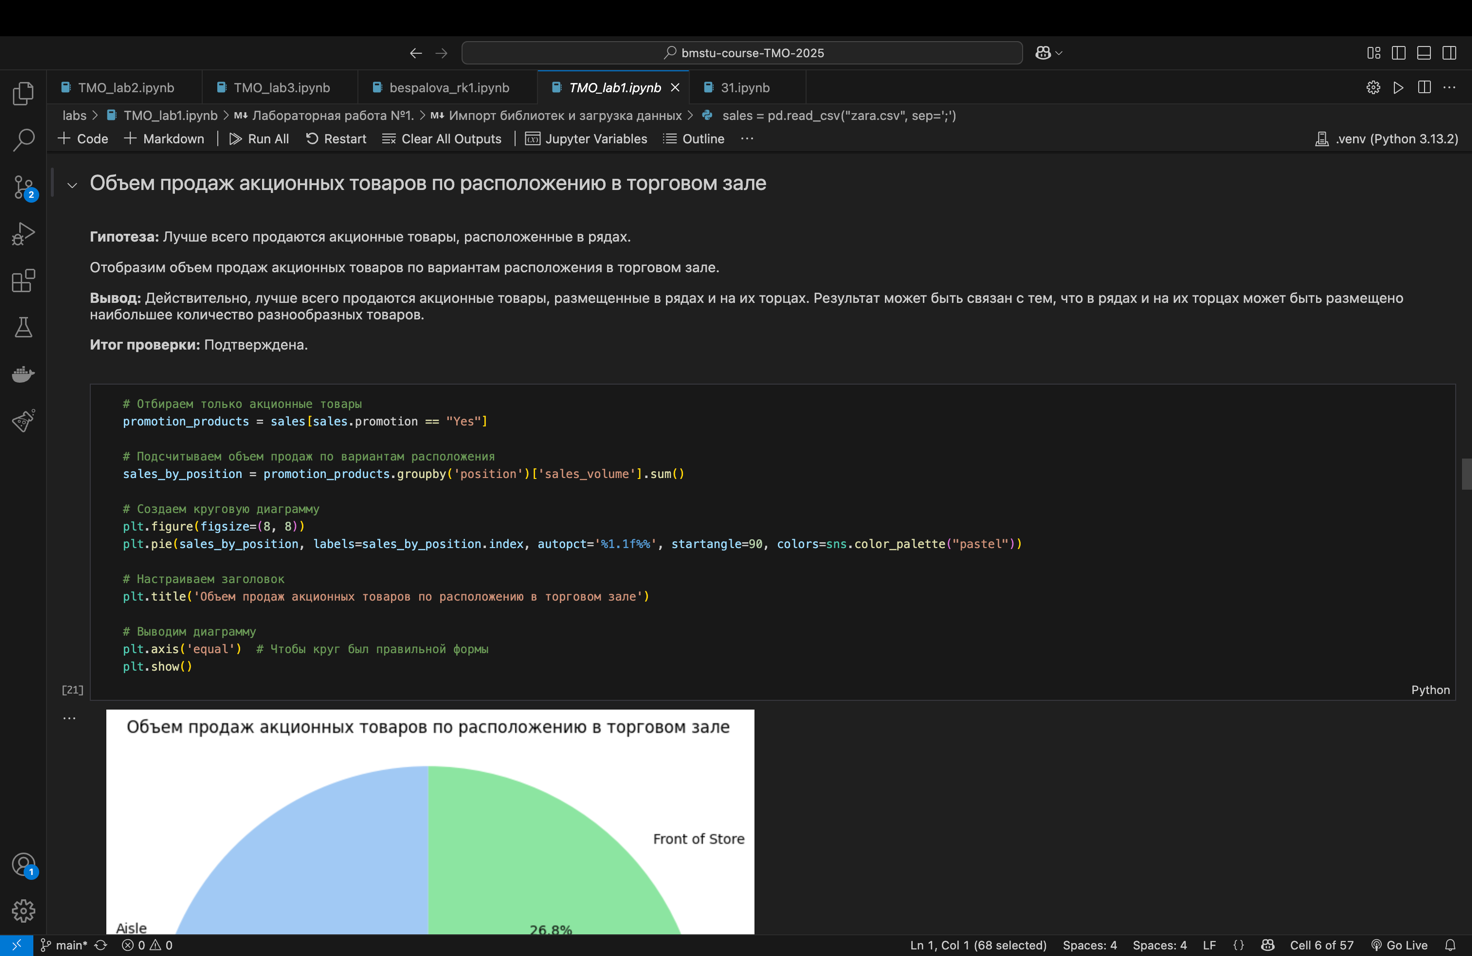 bmstu-course-TMO-2025
TMO_lab2.ipynb
TMO_lab3.ipynb
bespalova_rk1.ipynb
TMO_lab1.ipynb
31.ipynb
labs > TMO_lab1.ipynb > M↓ Лабораторная работа №1. > M↓ Импорт библиотек и загрузка данных > sales = pd.read_csv("zara.csv", sep=';')
+ Code + Markdown Run All Restart Clear All Outputs Jupyter Variables Outline ...
.venv (Python 3.13.2)
2
Объем продаж акционных товаров по расположению в торговом зале
Гипотеза: Лучше всего продаются акционные товары, расположенные в рядах.
Отобразим объем продаж акционных товаров по вариантам расположения в торговом зале.
Вывод: Действительно, лучше всего продаются акционные товары, размещенные в рядах и на их торцах. Результат может быть связан с тем, что в рядах и на их торцах может быть размещено
наибольшее количество разнообразных товаров.
Итог проверки: Подтверждена.
# Отбираем только акционные товары
promotion_products = sales[sales.promotion == "Yes"]
# Подсчитываем объем продаж по вариантам расположения
sales_by_position = promotion_products.groupby('position')['sales_volume'].sum()
# Создаем круговую диаграмму
plt.figure(figsize=(8, 8))
plt.pie(sales_by_position, labels=sales_by_position.index, autopct='%1.1f%%', startangle=90, colors=sns.color_palette("pastel"))
# Настраиваем заголовок
plt.title('Объем продаж акционных товаров по расположению в торговом зале')
# Выводим диаграмму
plt.axis('equal')  # Чтобы круг был правильной формы
plt.show()
[21]
Python
...
Объем продаж акционных товаров по расположению в торговом зале
Front of Store
Aisle
26.8%
1
main* 0 0
Ln 1, Col 1 (68 selected) Spaces: 4 Spaces: 4 LF {} Cell 6 of 57 Go Live